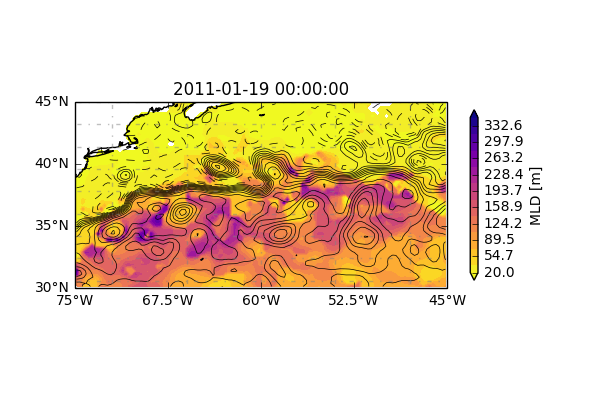 2011-01-19 00:00:00
45°N
40°N
35°N
30°N
75°W
67.5°W
60°W
52.5°W
45°W
332.6
297.9
263.2
228.4
193.7
158.9
124.2
89.5
54.7
20.0
MLD [m]